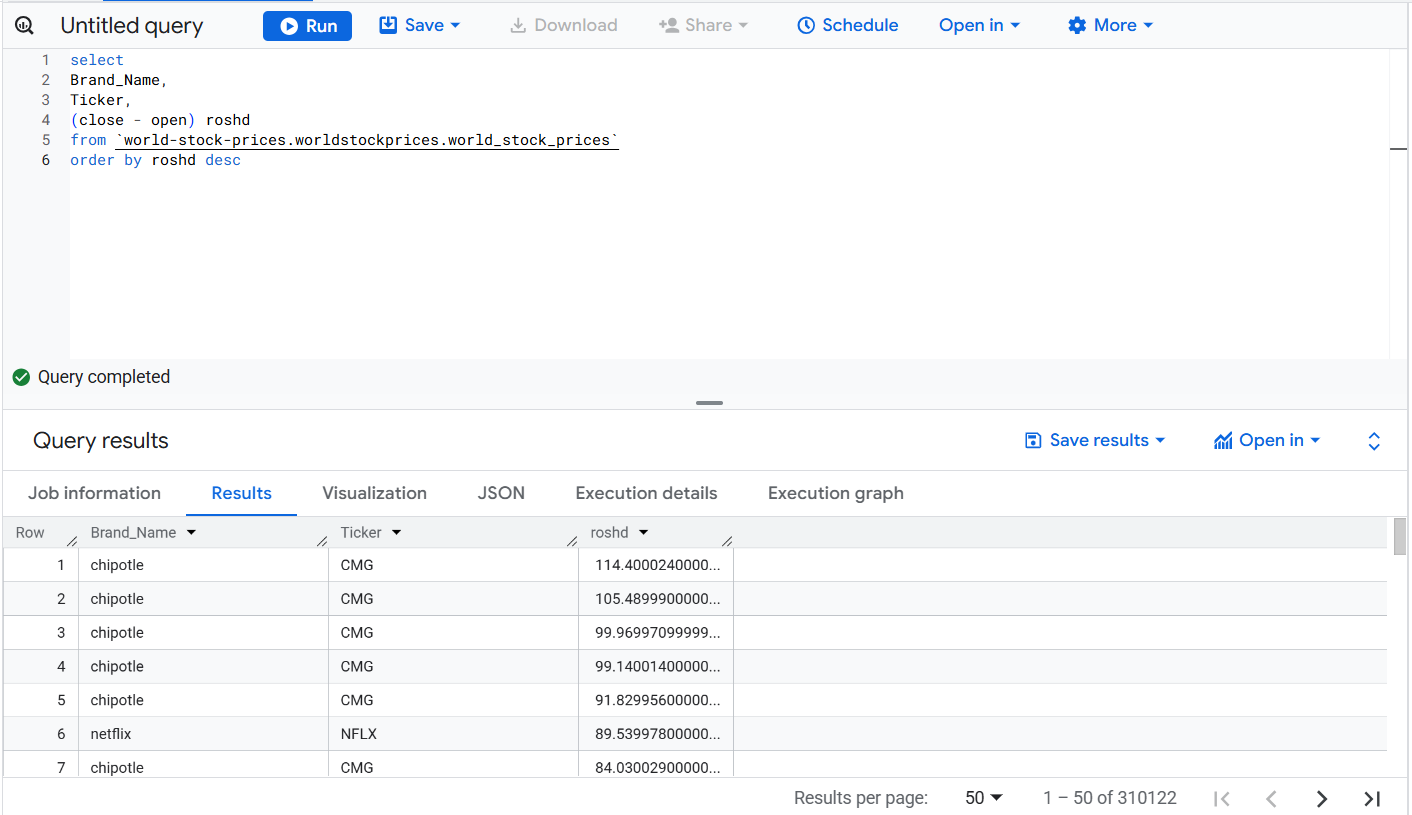 Untitled query Run Save Download Share Schedule Open in More
1 select
2 Brand_Name,
3 Ticker,
4 (close - open) roshd
5 from `world-stock-prices.worldstockprices.world_stock_prices`
6 order by roshd desc
Query completed
Query results Save results Open in
Job information Results Visualization JSON Execution details Execution graph
Row Brand_Name Ticker roshd
1 chipotle CMG 114.4000240000...
2 chipotle CMG 105.4899900000...
3 chipotle CMG 99.96997099999...
4 chipotle CMG 99.14001400000...
5 chipotle CMG 91.82995600000...
6 netflix NFLX 89.53997800000...
7 chipotle CMG 84.03002900000...
Results per page: 50 1 – 50 of 310122